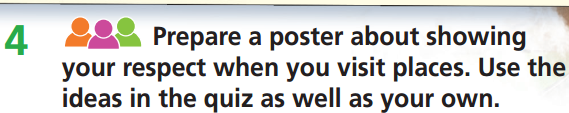 4 Prepare a poster about showing
your respect when you visit places. Use the
ideas in the quiz as well as your own.